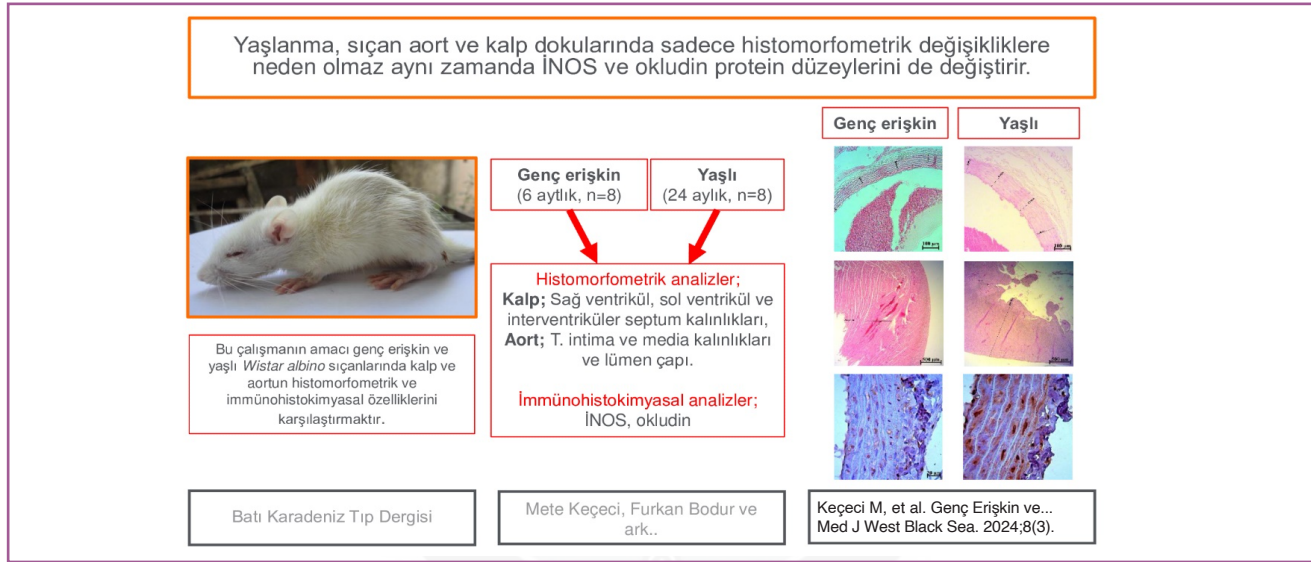 Yaşlanma, sıçan aort ve kalp dokularında sadece histomorfometrik değişikliklere
neden olmaz aynı zamanda İNOS ve okludin protein düzeylerini de değiştirir.
Bu çalışmanın amacı genç erişkin ve
yaşlı Wistar albino sıçanlarında kalp ve
aortun histomorfometrik ve
immünohistokimyasal özelliklerini
karşılaştırmaktır.
Genç erişkin
(6 aytlık, n=8)
Yaşlı
(24 aylık, n=8)
Histomorfometrik analizler;
Kalp; Sağ ventrikül, sol ventrikül ve
interventriküler septum kalınlıkları,
Aort; T. intima ve media kalınlıkları
ve lümen çapı.
İmmünohistokimyasal analizler;
İNOS, okludin
Genç erişkin
Yaşlı
100 µm
100 µm
Batı Karadeniz Tıp Dergisi
Mete Keçeci, Furkan Bodur ve
ark..
Keçeci M, et al. Genç Erişkin ve...
Med J West Black Sea. 2024;8(3).